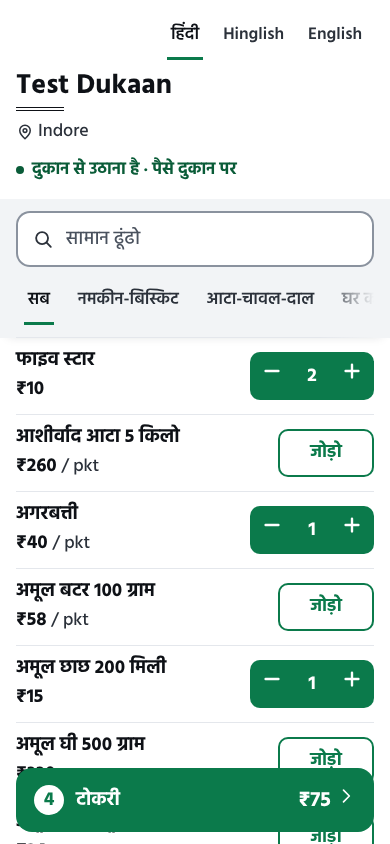 हिंदी Hinglish English
Test Dukaan
Indore
दुकान से उठाना है · पैसे दुकान पर
सामान ढूंढो
सब नमकीन-बिस्किट आटा-चावल-दाल घर
फाइव स्टार
₹10
− 2 +
आशीर्वाद आटा 5 किलो
₹260 / pkt
जोड़ो
अगरबत्ती
₹40 / pkt
− 1 +
अमूल बटर 100 ग्राम
₹58 / pkt
जोड़ो
अमूल छाछ 200 मिली
₹15
− 1 +
अमूल घी 500 ग्राम
जोड़ो
4 टोकरी ₹75
जोड़ो